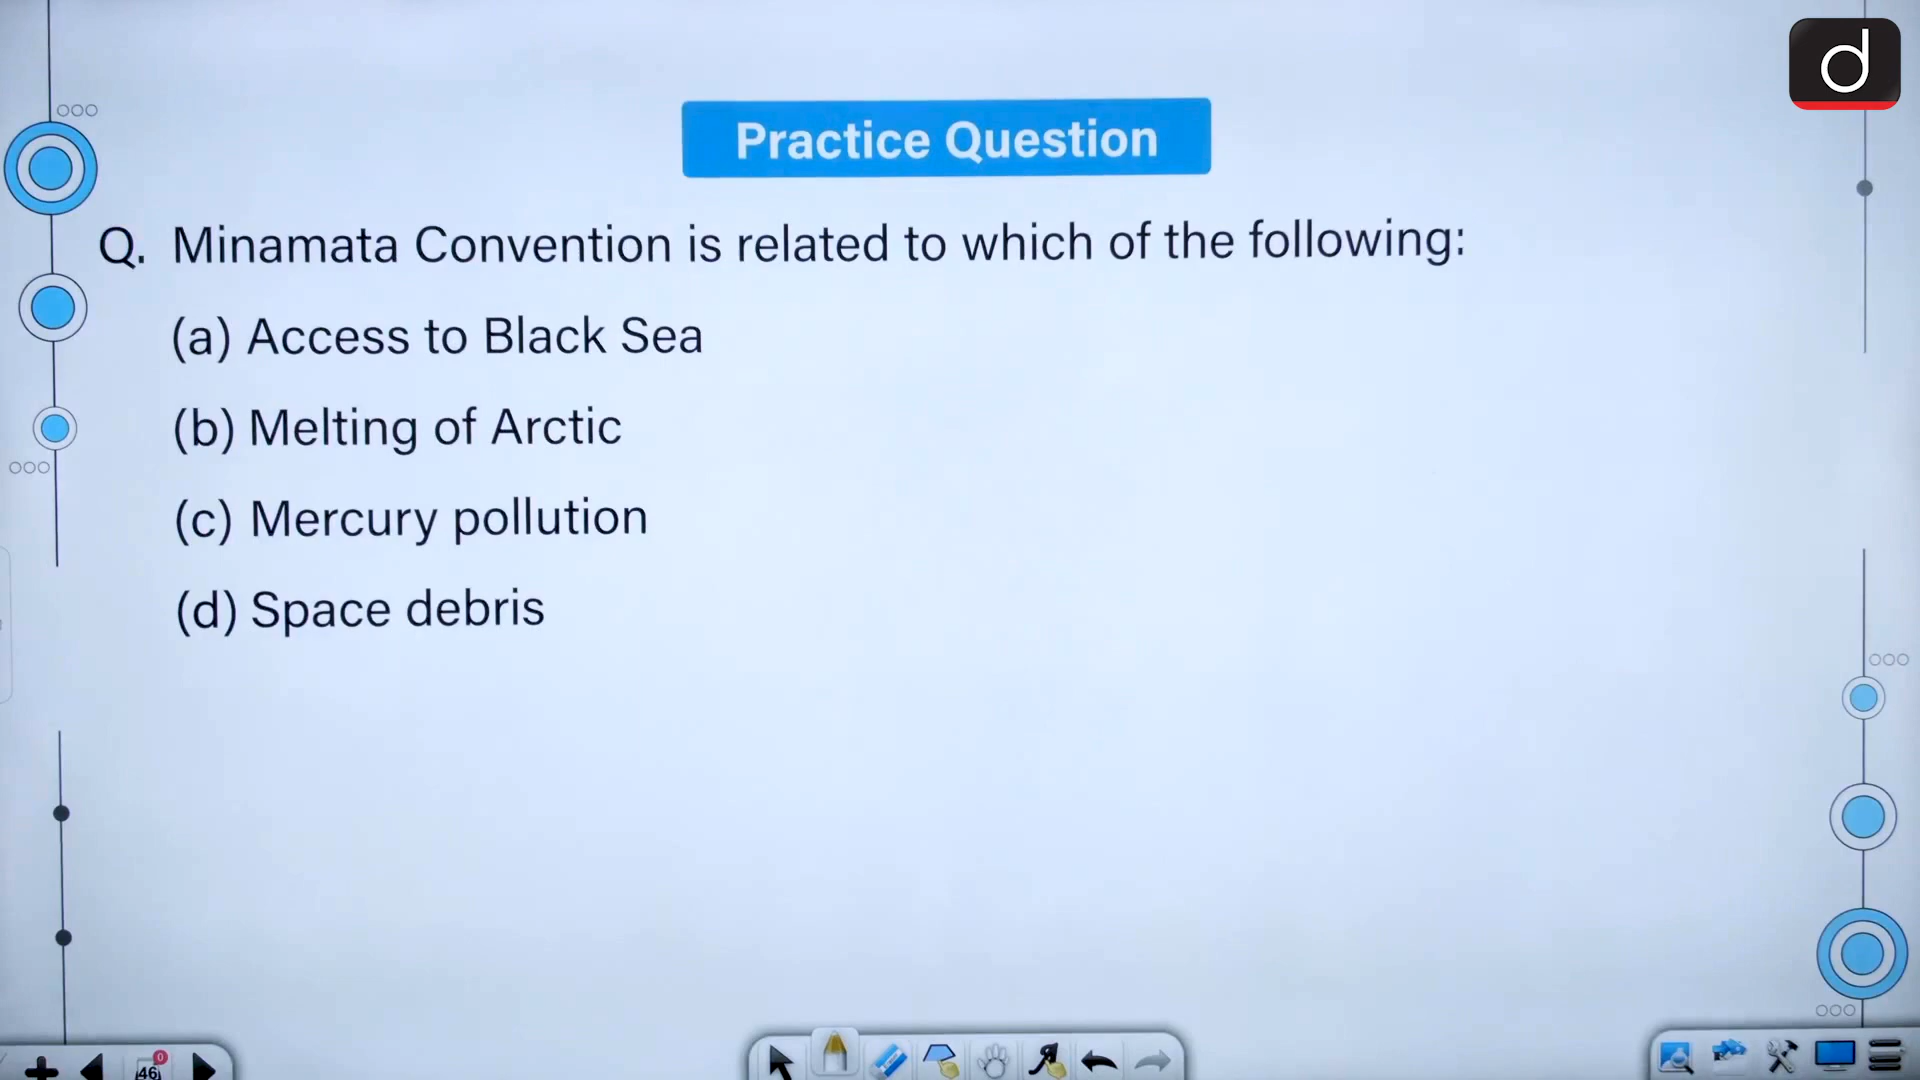 d
Practice Question
Q. Minamata Convention is related to which of the following:
(a) Access to Black Sea
(b) Melting of Arctic
(c) Mercury pollution
(d) Space debris
0
46